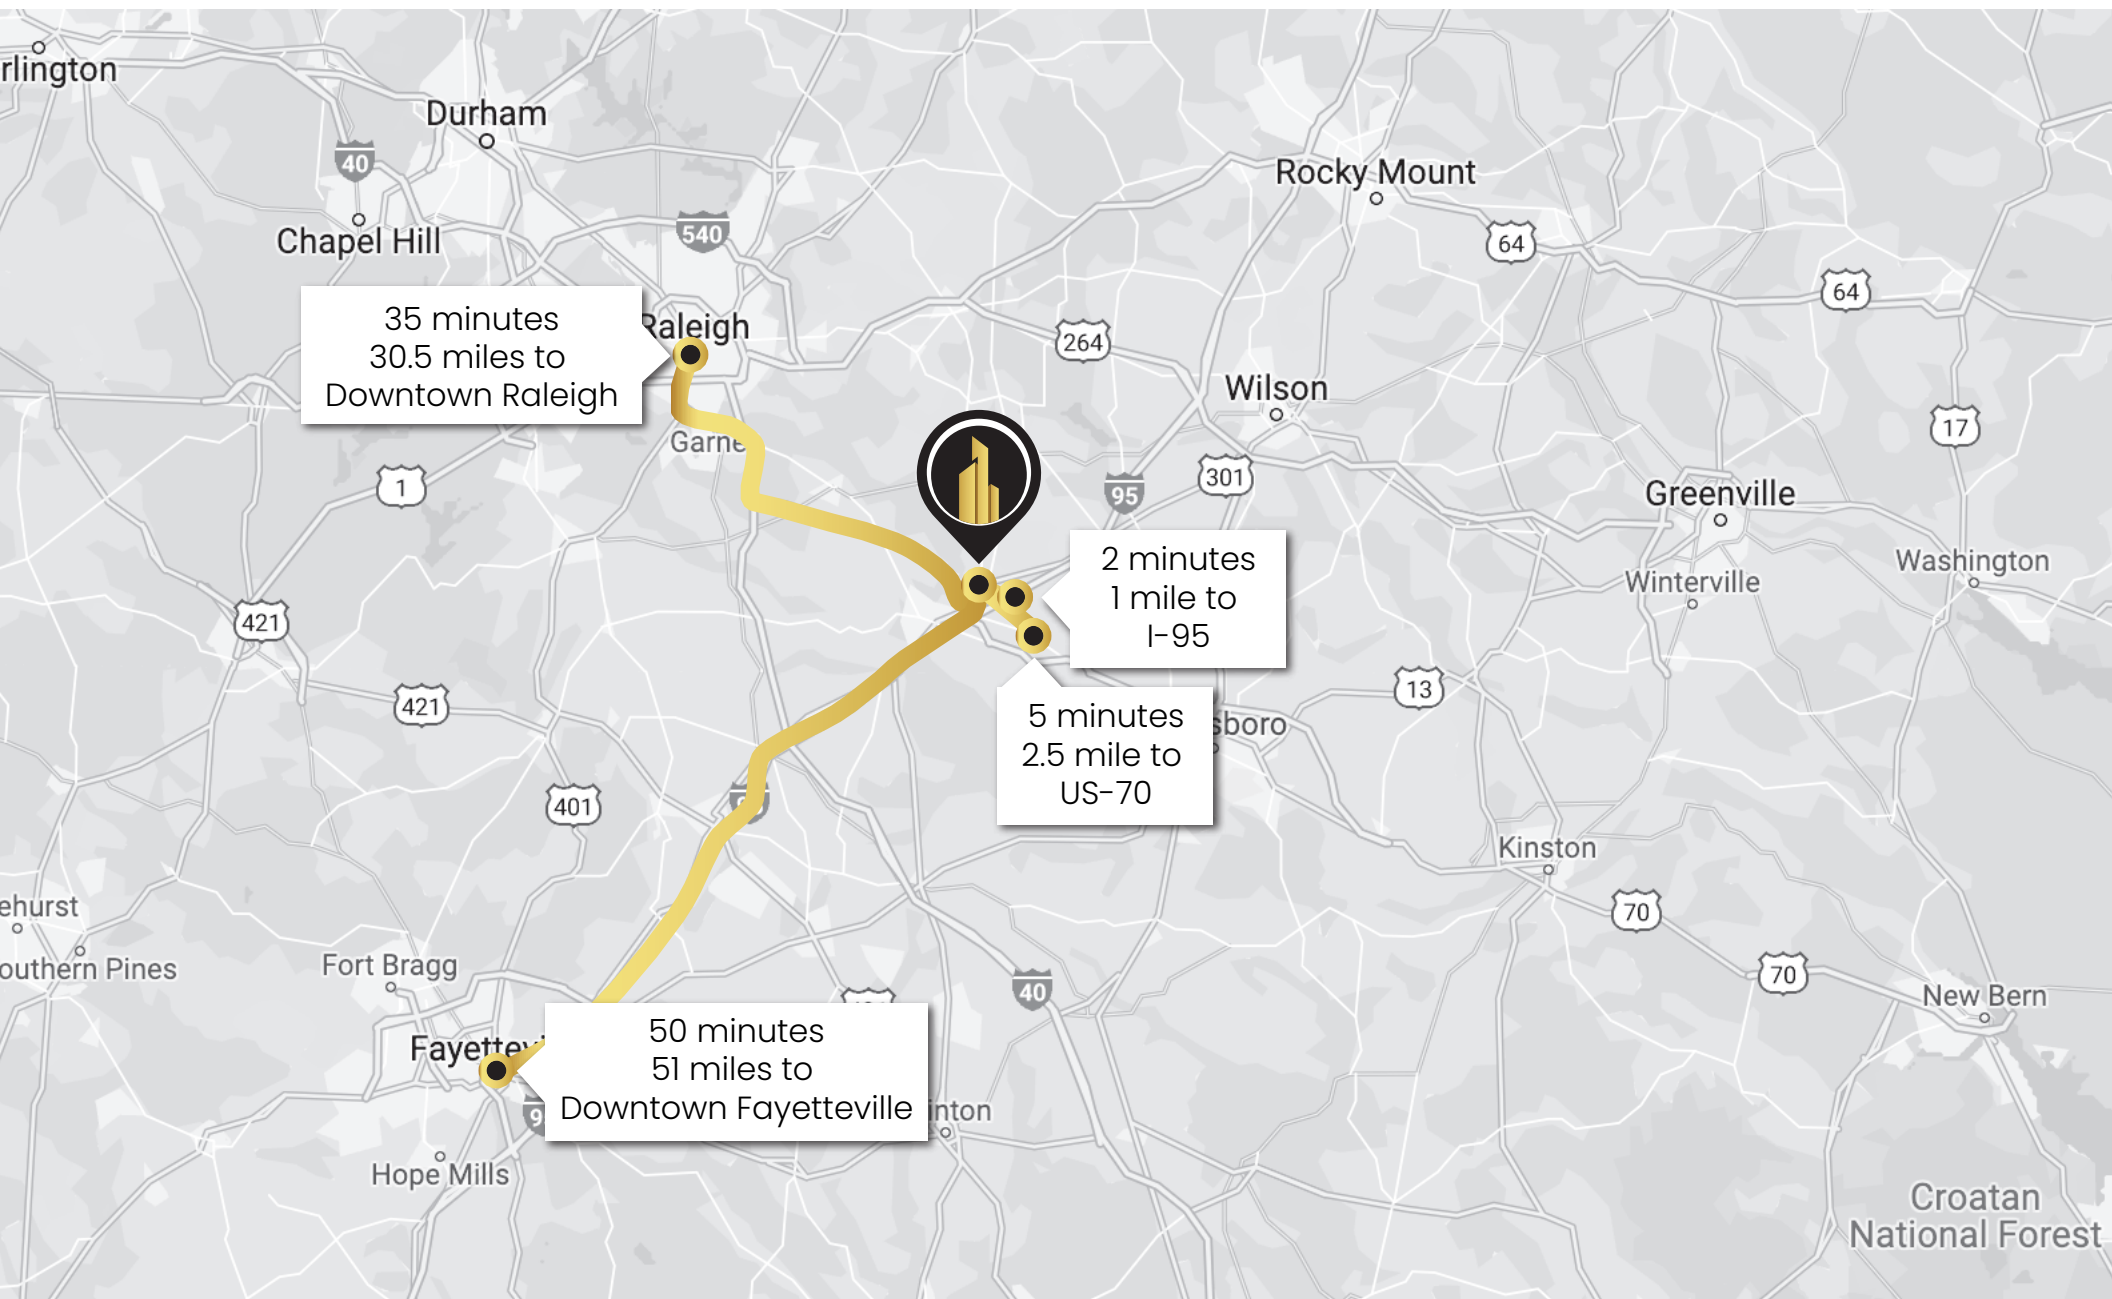 rlington
Durham
40
Chapel Hill
540
Rocky Mount
64
64
35 minutes
30.5 miles to
Downtown Raleigh
Raleigh
264
Wilson
17
Garne
1
95
301
Greenville
2 minutes
1 mile to
I-95
Washington
Winterville
421
421
13
5 minutes
2.5 mile to
US-70
sboro
401
Kinston
70
ehurst
outhern Pines
Fort Bragg
70
40
New Bern
Fayettev
50 minutes
51 miles to
Downtown Fayetteville
9
inton
Hope Mills
Croatan
National Forest